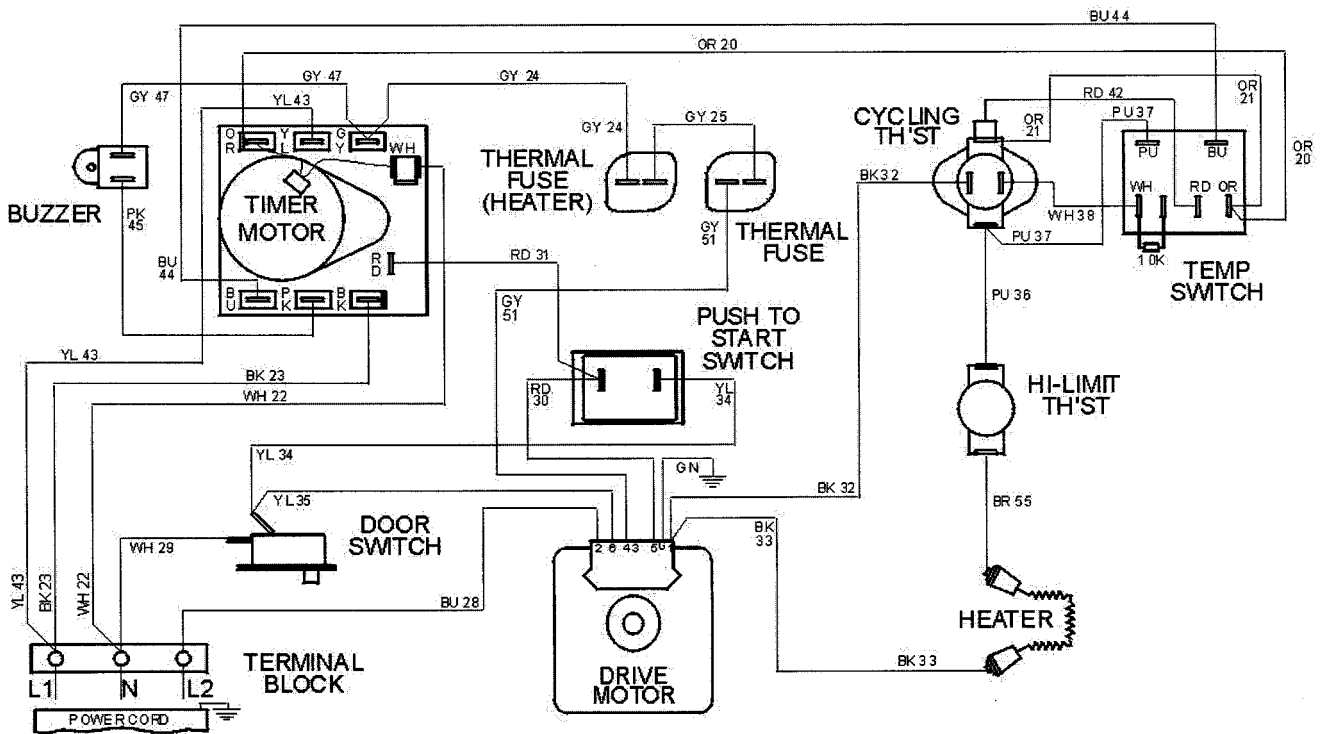 BU 44
OR 20
GY 47
GY 24
GY 47
YL 43
RD 42
OR
21
PU 37
CYCLING
TH'ST
OR
21
GY 25
GY 24
O
R
Y
L
G
Y
WH
PU
BU
OR
20
THERMAL
FUSE
(HEATER)
BK 32
WH
RD OR
BUZZER
PK
45
TIMER
MOTOR
WH 38
GY
51
THERMAL
FUSE
PU 37
10K
BU
44
R
D
RD 31
TEMP
SWITCH
B
U
P
K
B
K
GY
51
PU 36
PUSH TO
START
SWITCH
YL 43
BK 23
WH 22
RD
30
YL
34
HI-LIMIT
TH'ST
YL 34
GN
BK 32
YL 35
BR 55
DOOR
SWITCH
BK
33
WH 29
2 6 43 5 G 1
YL 43
BK 23
WH 22
BU 28
HEATER
TERMINAL
BLOCK
DRIVE
MOTOR
BK 33
L1
N
L2
POWER CORD